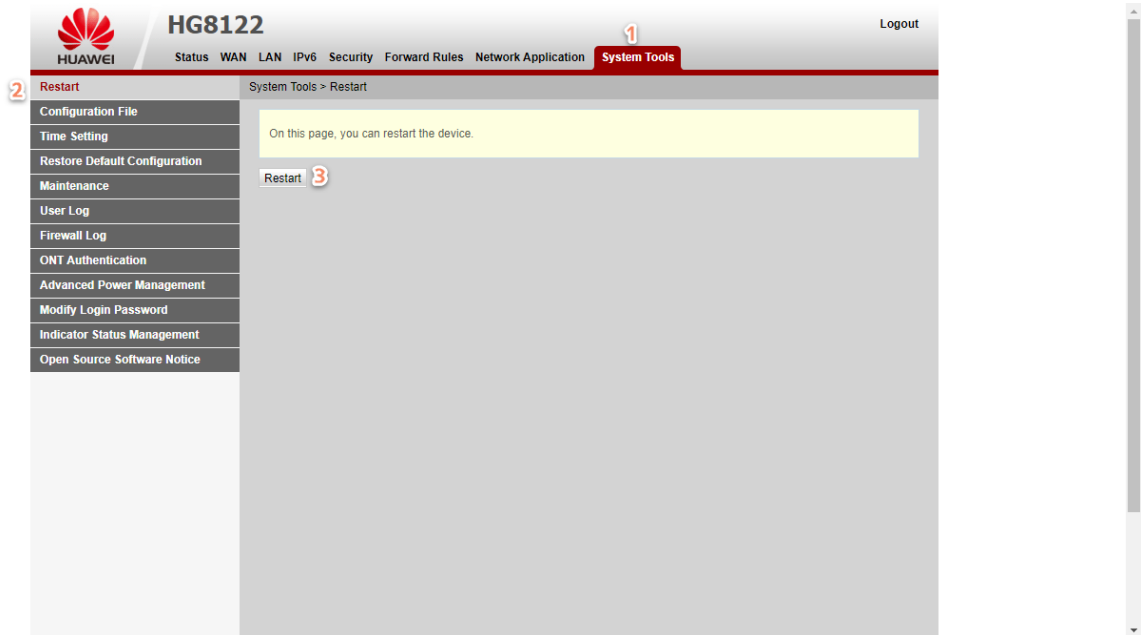 HG8122
Logout
1
HUAWEI
Status WAN LAN IPv6 Security Forward Rules Network Application System Tools
2 Restart
System Tools > Restart
Configuration File
On this page, you can restart the device.
Time Setting
Restore Default Configuration
Restart 3
Maintenance
User Log
Firewall Log
ONT Authentication
Advanced Power Management
Modify Login Password
Indicator Status Management
Open Source Software Notice